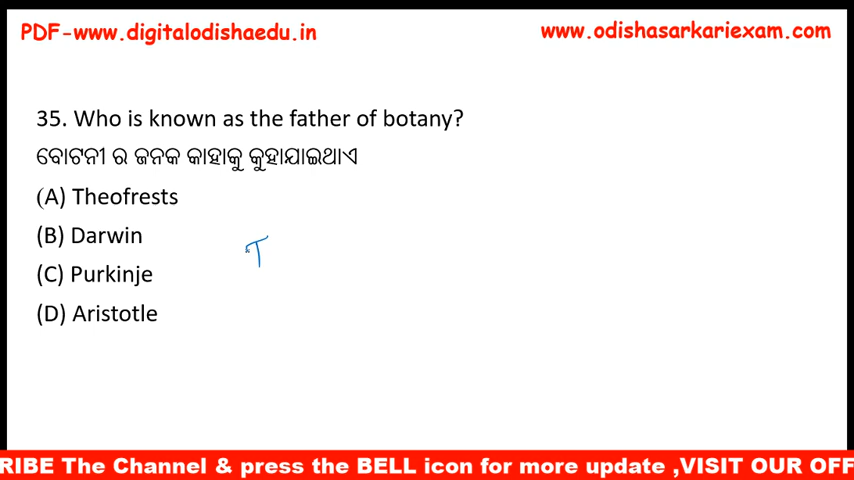 PDF-www.digitalodishaedu.in
www.odishasarkariexam.com
35. Who is known as the father of botany?
ବୋଟନୀ ର ଜନକ କାହାକୁ କୁହାଯାଇଥାଏ
(A) Theofrests
(B) Darwin
T
(C) Purkinje
(D) Aristotle
RIBE The Channel & press the BELL icon for more update ,VISIT OUR OFF